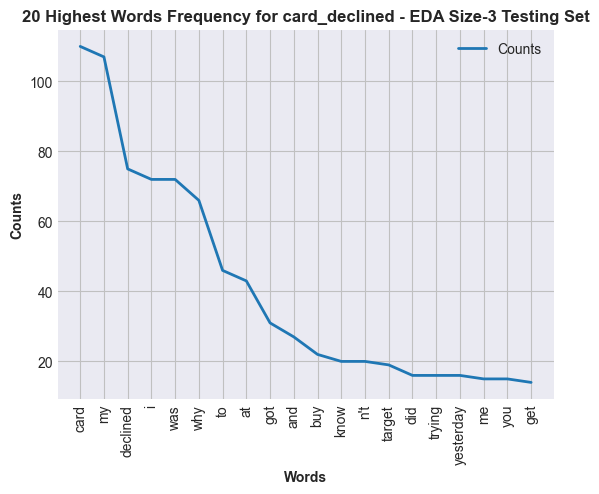 20 Highest Words Frequency for card_declined - EDA Size-3 Testing Set
Counts
100
80
60
40
20
Counts
card
my
declined
i
was
why
to
at
got
and
buy
know
n't
target
did
trying
yesterday
me
you
get
Words